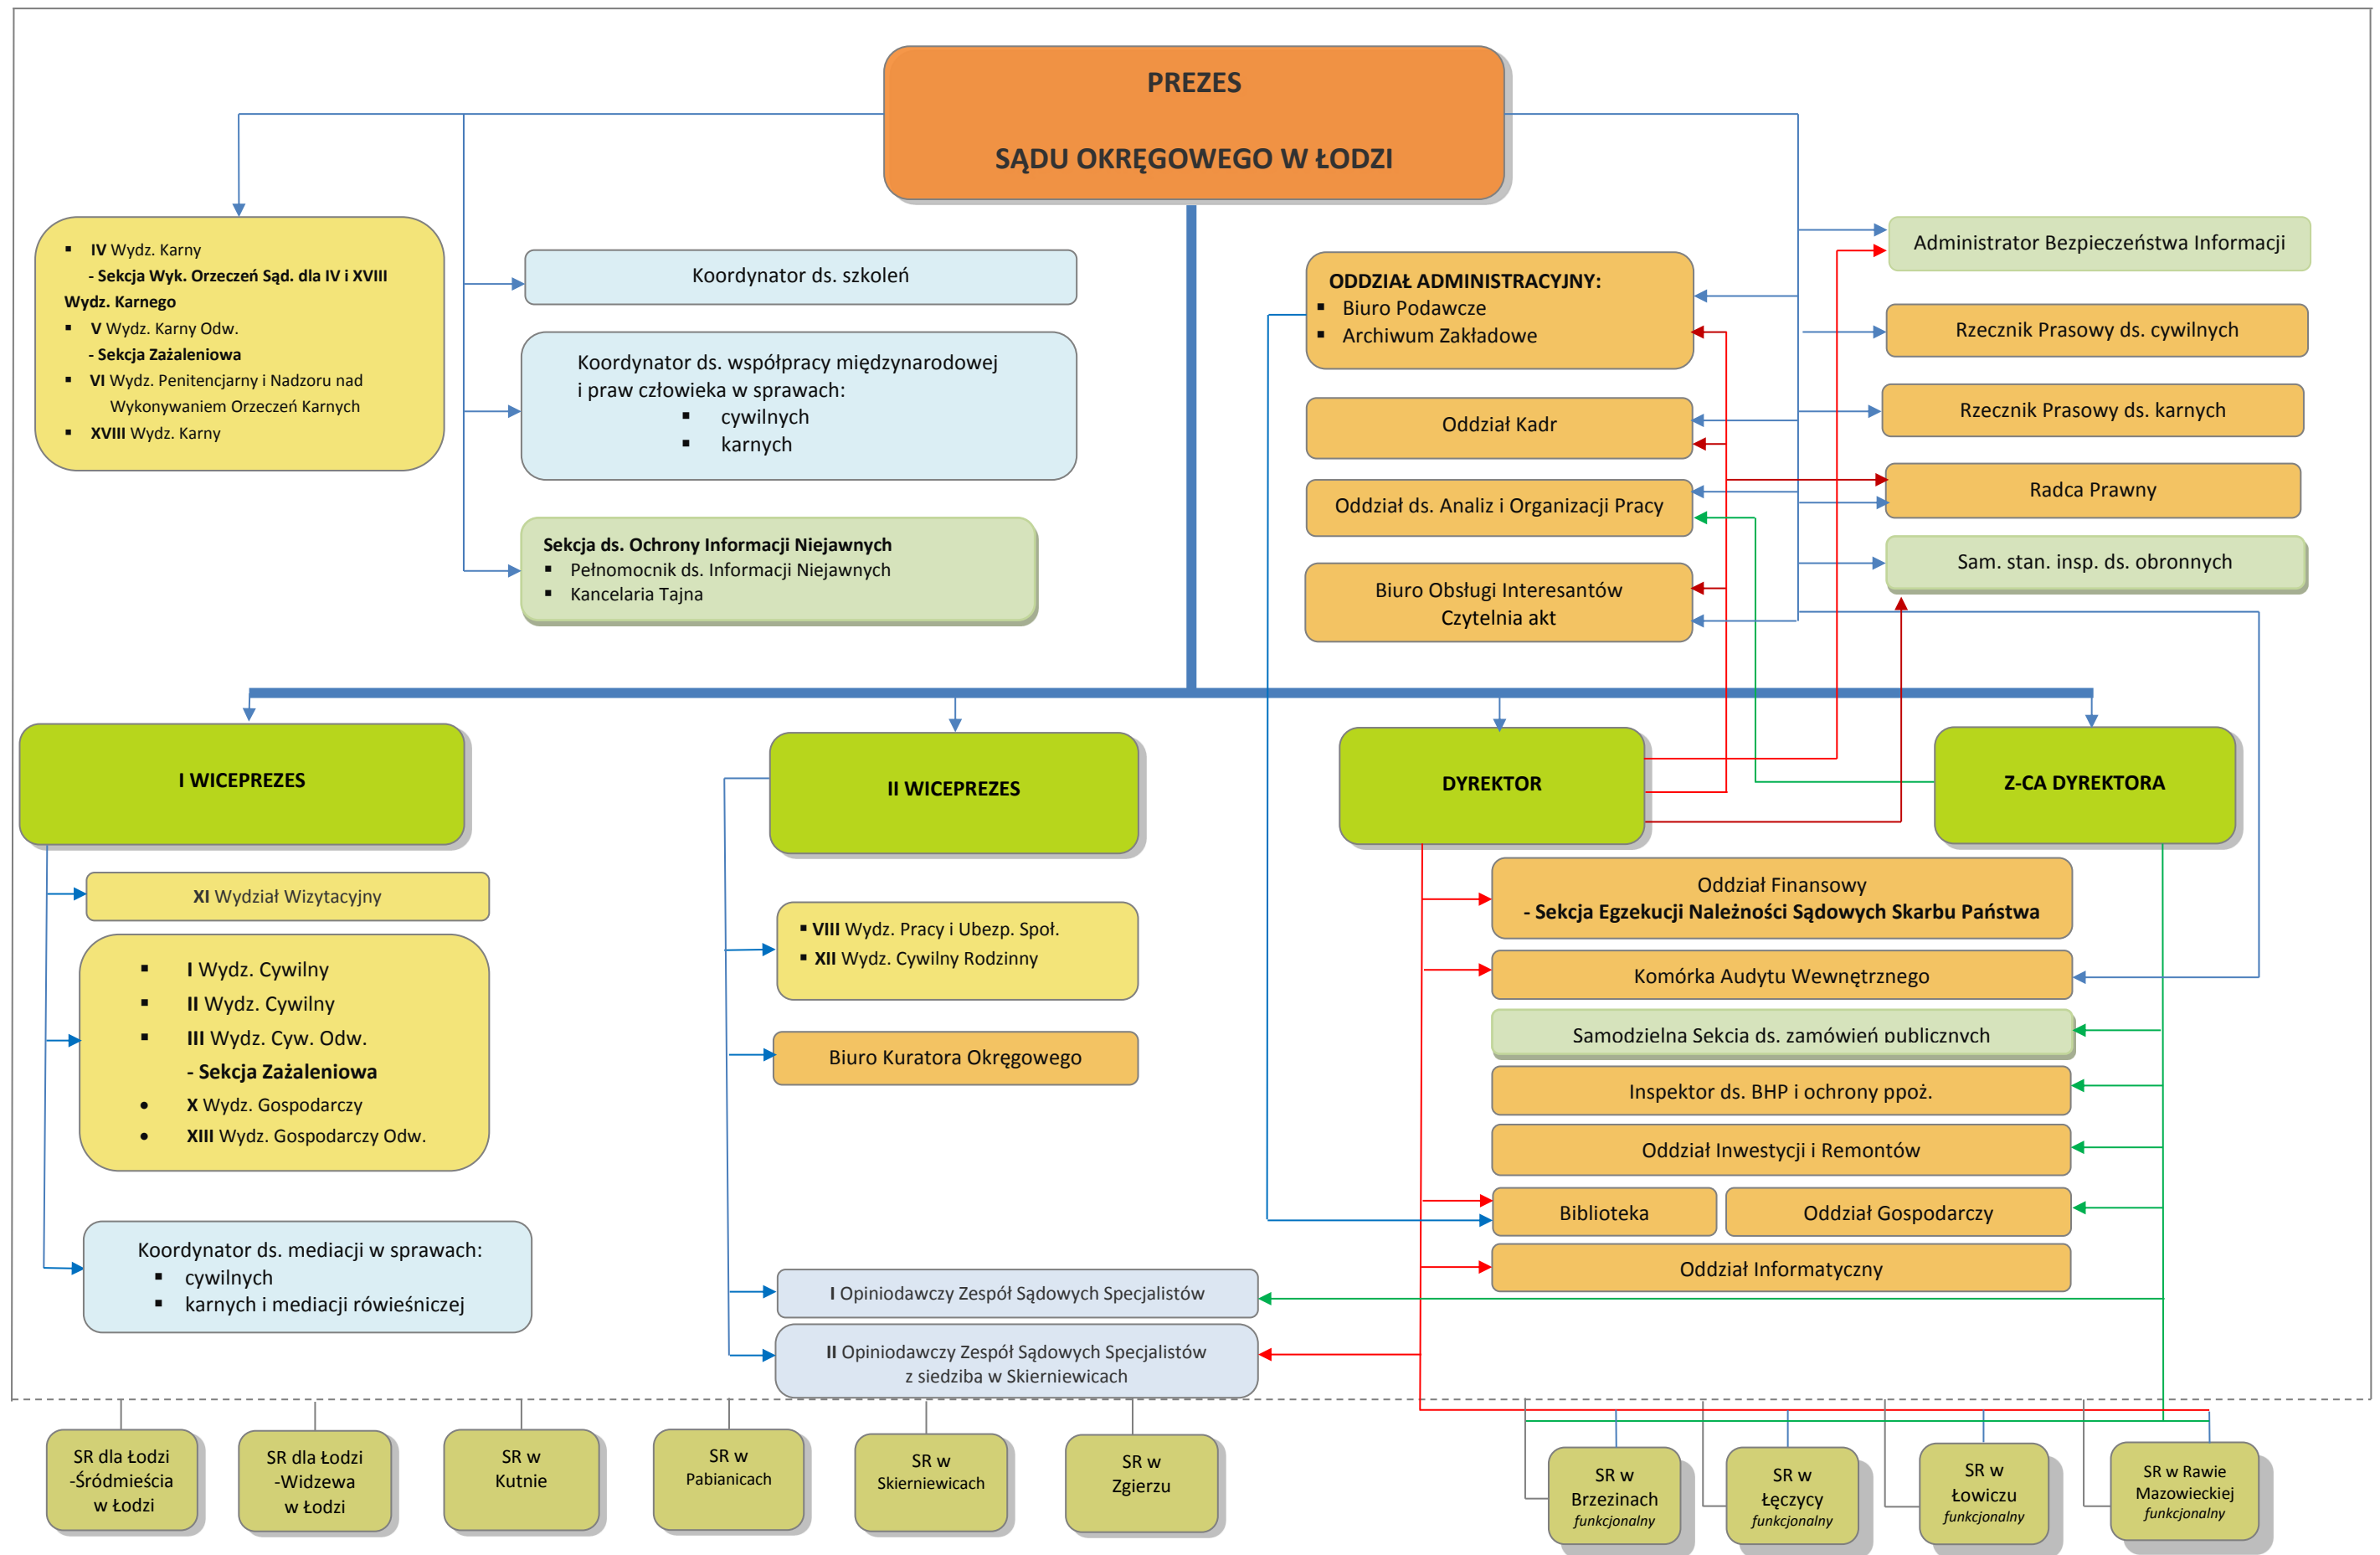 PREZES
SĄDU OKRĘGOWEGO W ŁODZI
▪ IV Wydz. Karny
- Sekcja Wyk. Orzeczeń Sąd. dla IV i XVIII
Wydz. Karnego
▪ V Wydz. Karny Odw.
- Sekcja Zażaleniowa
▪ VI Wydz. Penitencjarny i Nadzoru nad
Wykonywaniem Orzeczeń Karnych
▪ XVIII Wydz. Karny
Koordynator ds. szkoleń
Koordynator ds. współpracy międzynarodowej
i praw człowieka w sprawach:
▪ cywilnych
▪ karnych
Sekcja ds. Ochrony Informacji Niejawnych
▪ Pełnomocnik ds. Informacji Niejawnych
▪ Kancelaria Tajna
ODDZIAŁ ADMINISTRACYJNY:
▪ Biuro Podawcze
▪ Archiwum Zakładowe
Oddział Kadr
Oddział ds. Analiz i Organizacji Pracy
Biuro Obsługi Interesantów
Czytelnia akt
Administrator Bezpieczeństwa Informacji
Rzecznik Prasowy ds. cywilnych
Rzecznik Prasowy ds. karnych
Radca Prawny
Sam. stan. insp. ds. obronnych
I WICEPREZES
II WICEPREZES
DYREKTOR
Z-CA DYREKTORA
XI Wydział Wizytacyjny
▪ I Wydz. Cywilny
▪ II Wydz. Cywilny
▪ III Wydz. Cyw. Odw.
- Sekcja Zażaleniowa
• X Wydz. Gospodarczy
• XIII Wydz. Gospodarczy Odw.
Koordynator ds. mediacji w sprawach:
▪ cywilnych
▪ karnych i mediacji rówieśniczej
▪ VIII Wydz. Pracy i Ubezp. Społ.
▪ XII Wydz. Cywilny Rodzinny
Biuro Kuratora Okręgowego
I Opiniodawczy Zespół Sądowych Specjalistów
II Opiniodawczy Zespół Sądowych Specjalistów
z siedziba w Skierniewicach
Oddział Finansowy
- Sekcja Egzekucji Należności Sądowych Skarbu Państwa
Komórka Audytu Wewnętrznego
Samodzielna Sekcja ds. zamówień publicznych
Inspektor ds. BHP i ochrony ppoż.
Oddział Inwestycji i Remontów
Biblioteka
Oddział Gospodarczy
Oddział Informatyczny
SR dla Łodzi
-Śródmieścia
w Łodzi
SR dla Łodzi
-Widzewa
w Łodzi
SR w
Kutnie
SR w
Pabianicach
SR w
Skierniewicach
SR w
Zgierzu
SR w
Brzezinach
funkcjonalny
SR w
Łęczycy
funkcjonalny
SR w
Łowiczu
funkcjonalny
SR w Rawie
Mazowieckiej
funkcjonalny